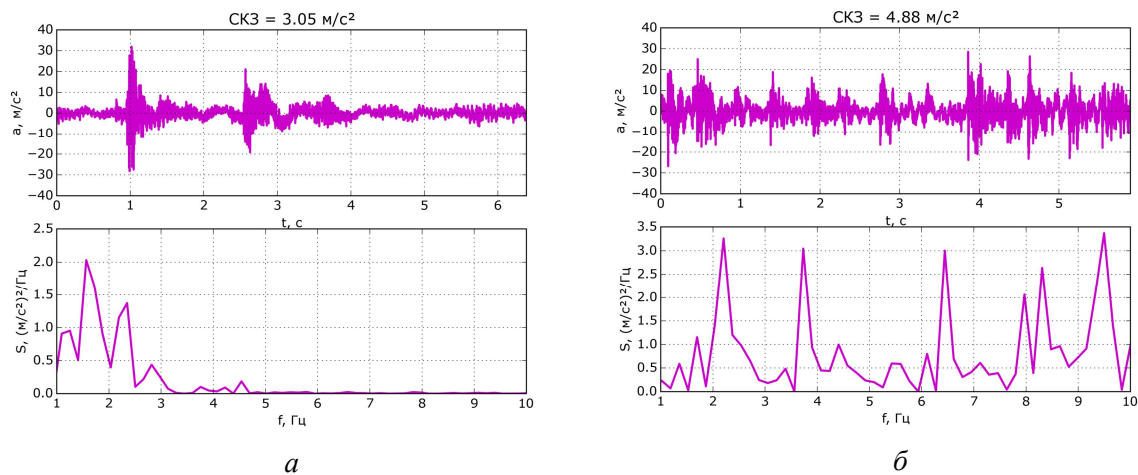 СКЗ = 3.05 м/с²
40
30
20
10
0
−10
−20
−30
−40
a, м/с²
0 1 2 3 4 5 6
t, с
2.5
2.0
1.5
1.0
0.5
0.0
S, (м/с²)²/Гц
1 2 3 4 5 6 7 8 9 10
f, Гц
а
СКЗ = 4.88 м/с²
40
30
20
10
0
−10
−20
−30
−40
a, м/с²
0 1 2 3 4 5
t, с
3.5
3.0
2.5
2.0
1.5
1.0
0.5
0.0
S, (м/с²)²/Гц
1 2 3 4 5 6 7 8 9 10
f, Гц
б